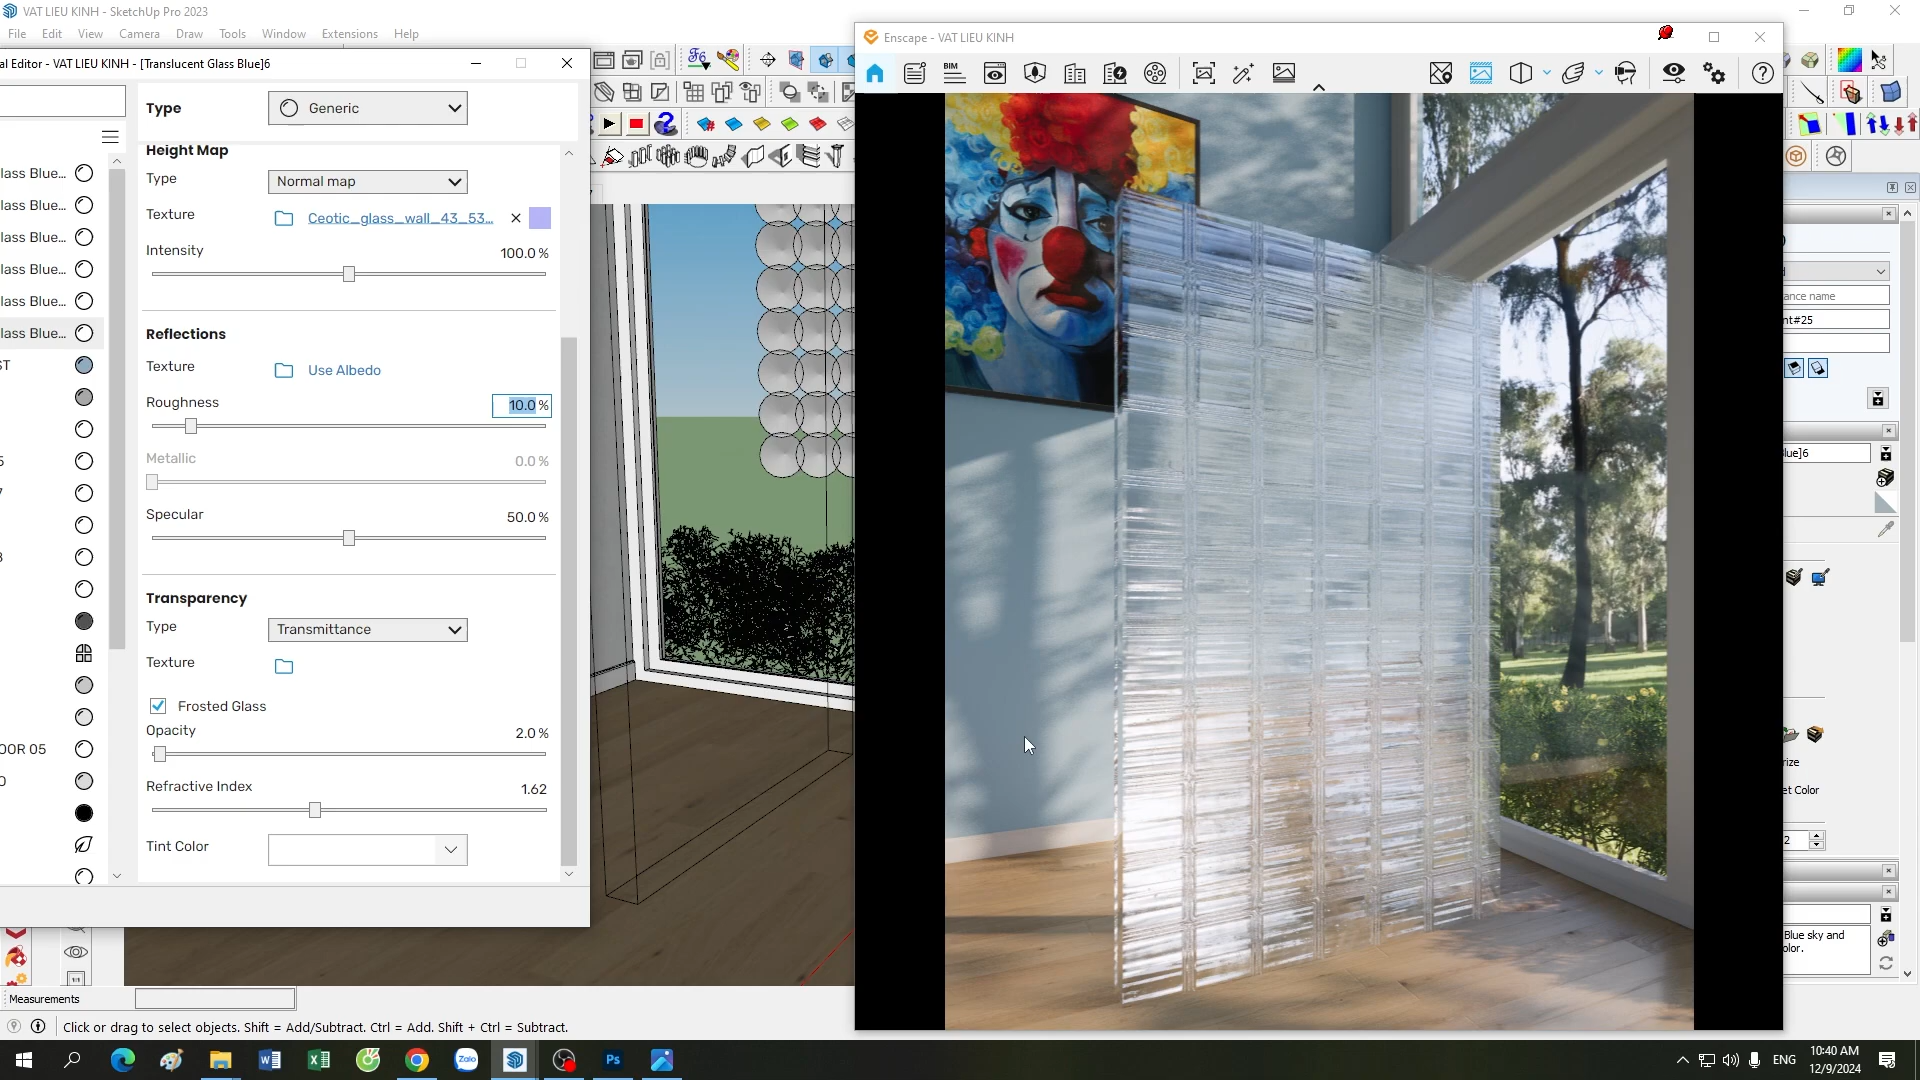 VAT LIEU KINH - SketchUp Pro 2023
File Edit View Camera Draw Tools Window Extensions Help
al Editor - VAT LIEU KINH - [Translucent Glass Blue]6
Enscape - VAT LIEU KINH
BIM
Type
Generic
Height Map
Type
Normal map
Texture
Ceotic_glass_wall_43_53...
Intensity
100.0 %
Reflections
Texture
Use Albedo
Roughness
10.0 %
Metallic
0.0 %
Specular
50.0 %
Transparency
Type
Transmittance
Texture
Frosted Glass
Opacity
2.0 %
Refractive Index
1.62
Tint Color
lass Blue...
lass Blue...
lass Blue...
lass Blue...
lass Blue...
lass Blue...
ST
OOR 05
ance name
nt#25
lue]6
rize
et Color
2
Blue sky and
olor.
Measurements
Click or drag to select objects. Shift = Add/Subtract. Ctrl = Add. Shift + Ctrl = Subtract.
Zalo
Ps
ENG
10:40 AM
12/9/2024